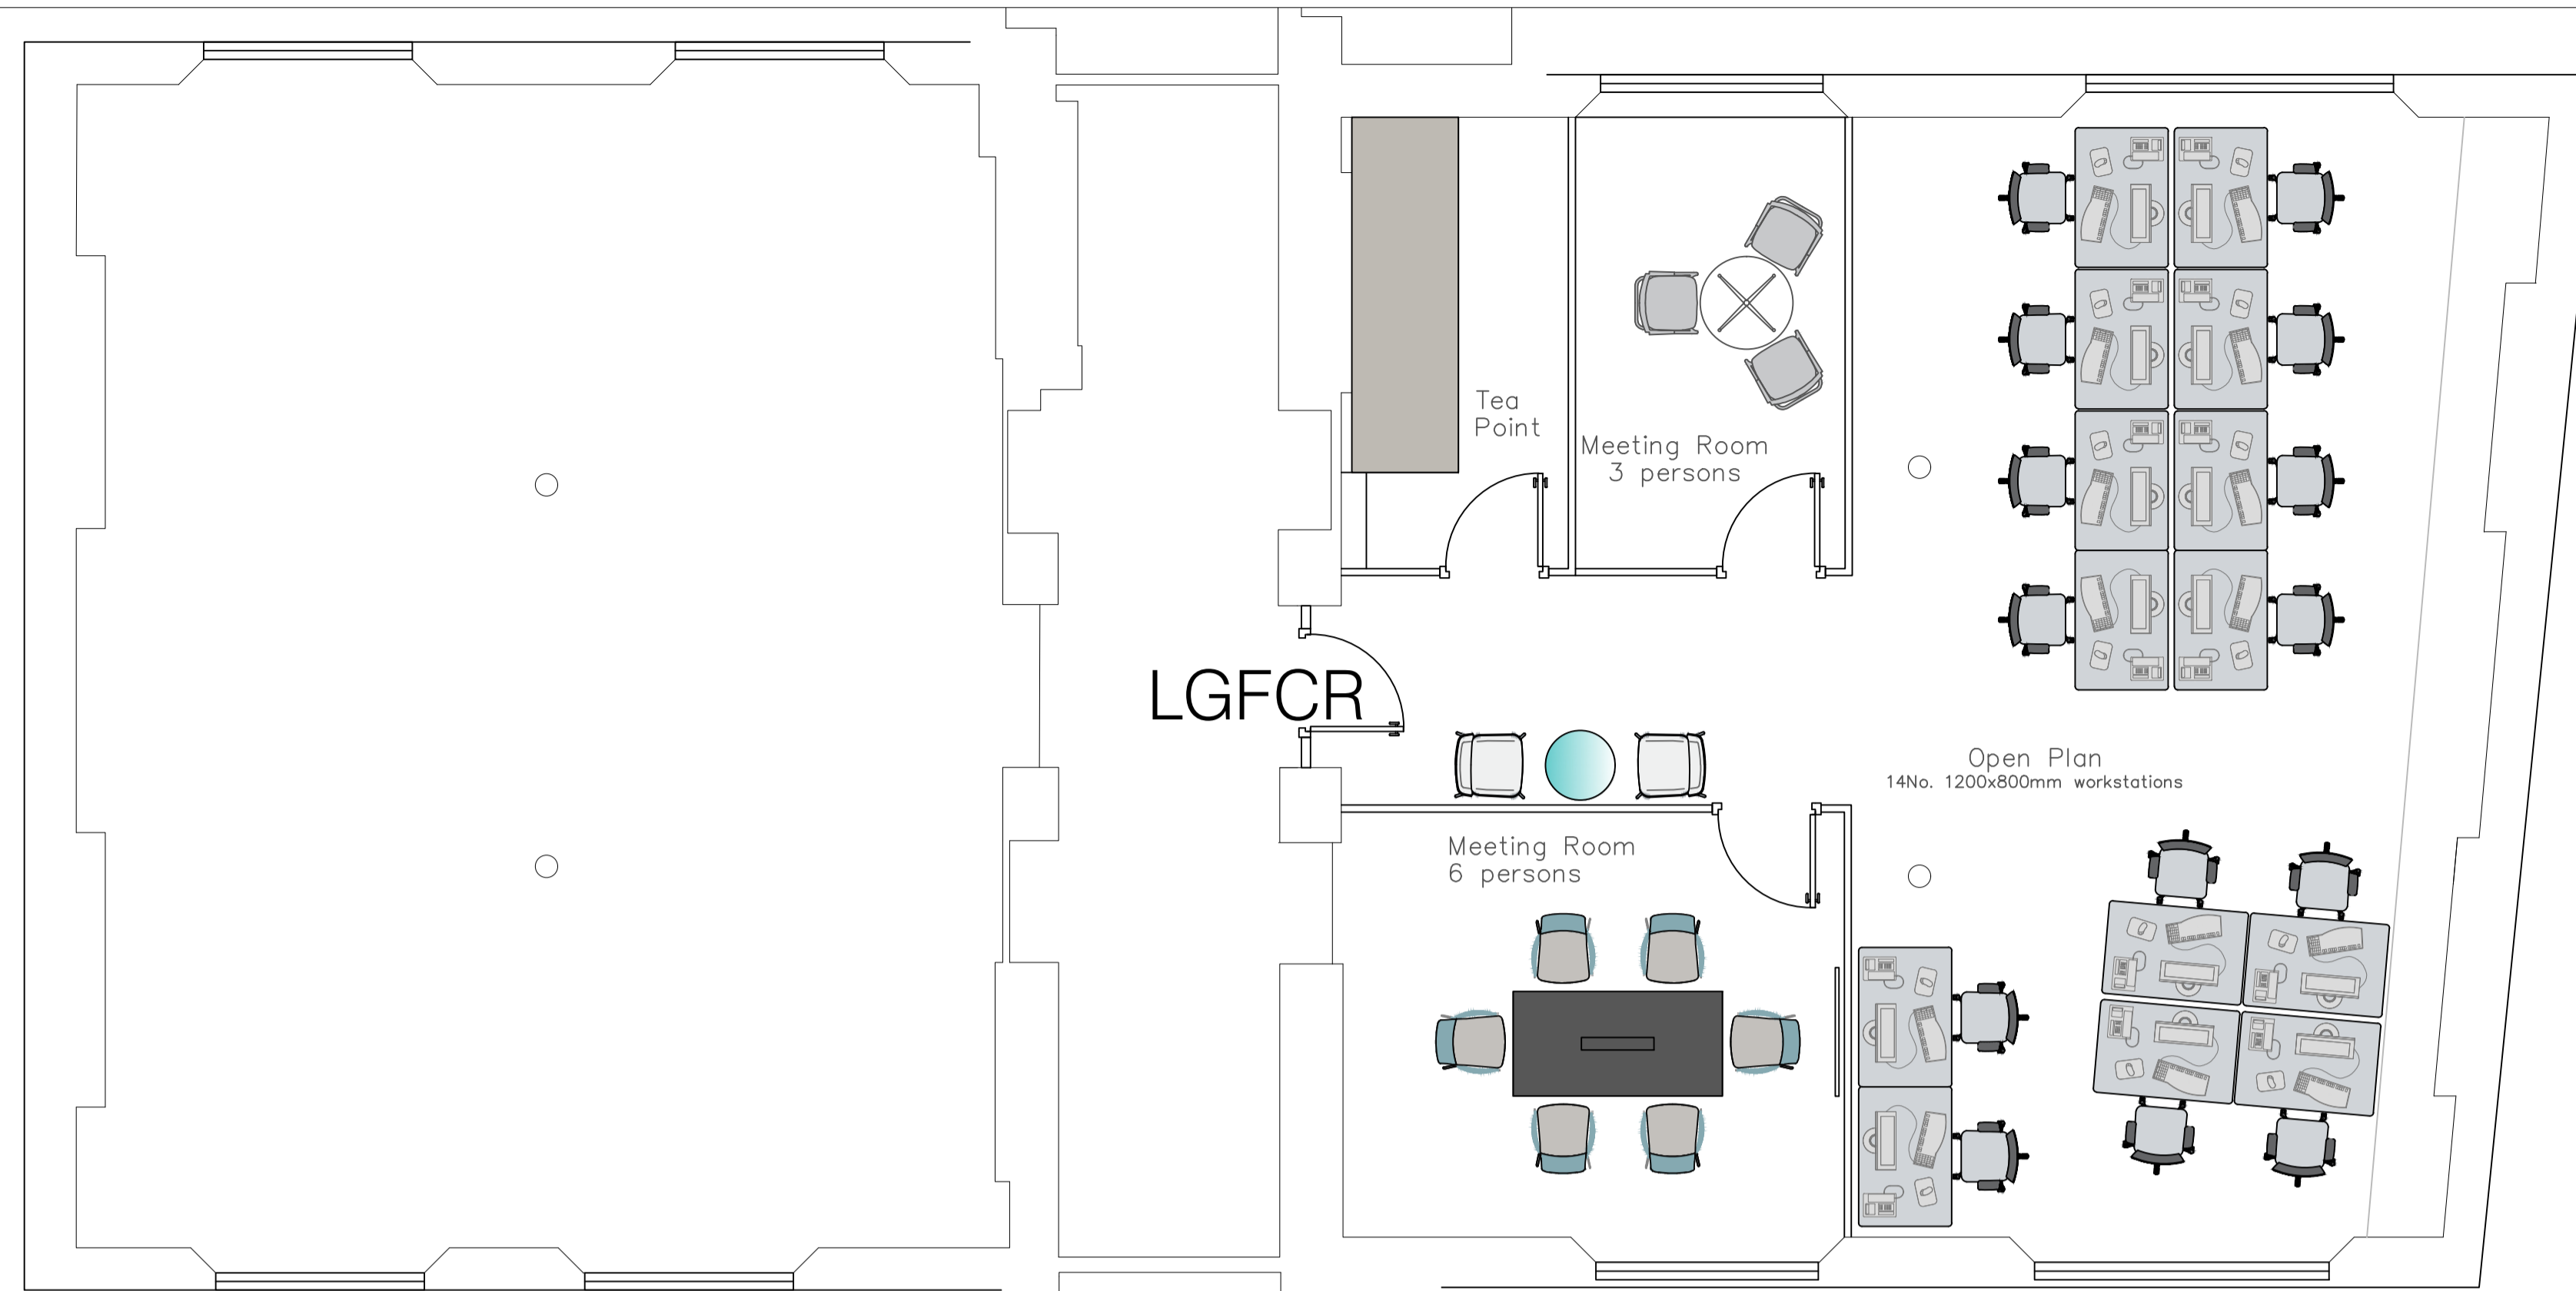 Tea
Point
Meeting Room
3 persons
LGFCR
Open Plan
14No. 1200x800mm workstations
Meeting Room
6 persons